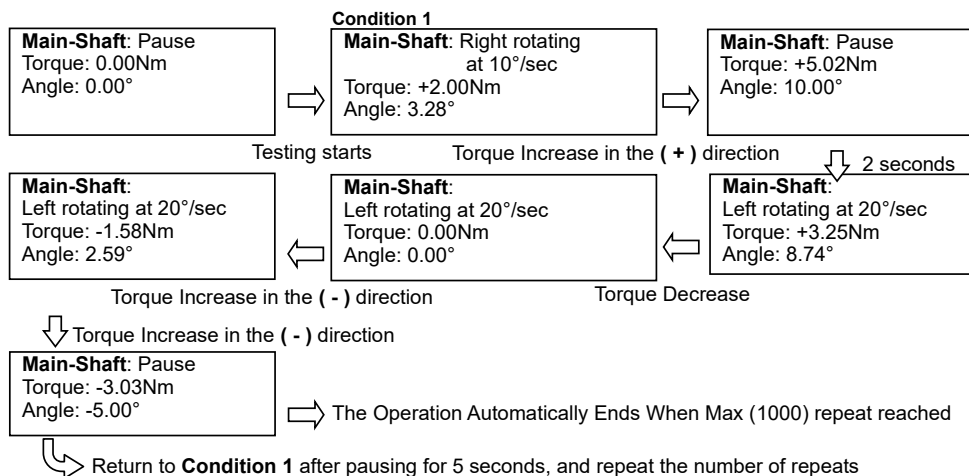 Condition 1
Main-Shaft: Pause
Torque: 0.00Nm
Angle: 0.00°
Main-Shaft: Right rotating
at 10°/sec
Torque: +2.00Nm
Angle: 3.28°
Main-Shaft: Pause
Torque: +5.02Nm
Angle: 10.00°
Testing starts
Torque Increase in the ( + ) direction
2 seconds
Main-Shaft:
Left rotating at 20°/sec
Torque: +3.25Nm
Angle: 8.74°
Torque Decrease
Main-Shaft:
Left rotating at 20°/sec
Torque: 0.00Nm
Angle: 0.00°
Torque Increase in the ( - ) direction
Main-Shaft:
Left rotating at 20°/sec
Torque: -1.58Nm
Angle: 2.59°
Torque Increase in the ( - ) direction
Main-Shaft: Pause
Torque: -3.03Nm
Angle: -5.00°
The Operation Automatically Ends When Max (1000) repeat reached
Return to Condition 1 after pausing for 5 seconds, and repeat the number of repeats